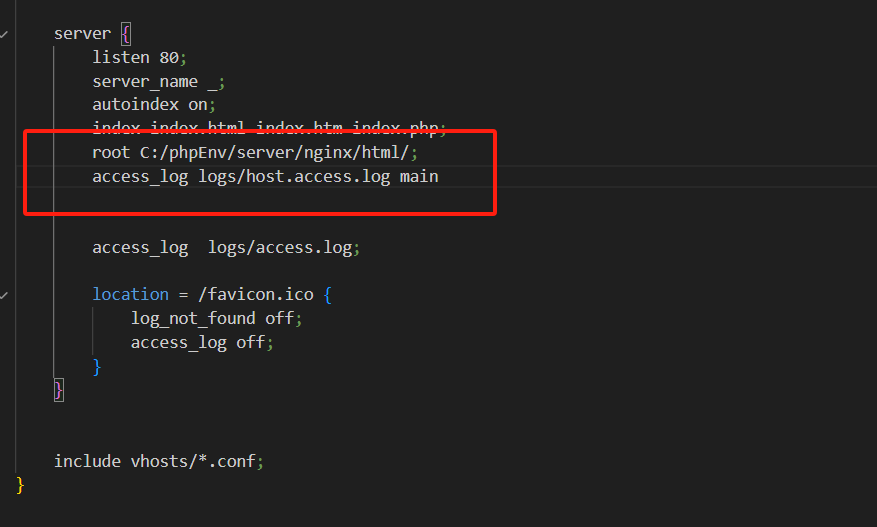 server {
listen 80;
server_name _;
autoindex on;
index index.html index.htm index.php;
root C:/phpEnv/server/nginx/html/;
access_log logs/host.access.log main
access_log  logs/access.log;
location = /favicon.ico {
log_not_found off;
access_log off;
}
}
include vhosts/*.conf;
}